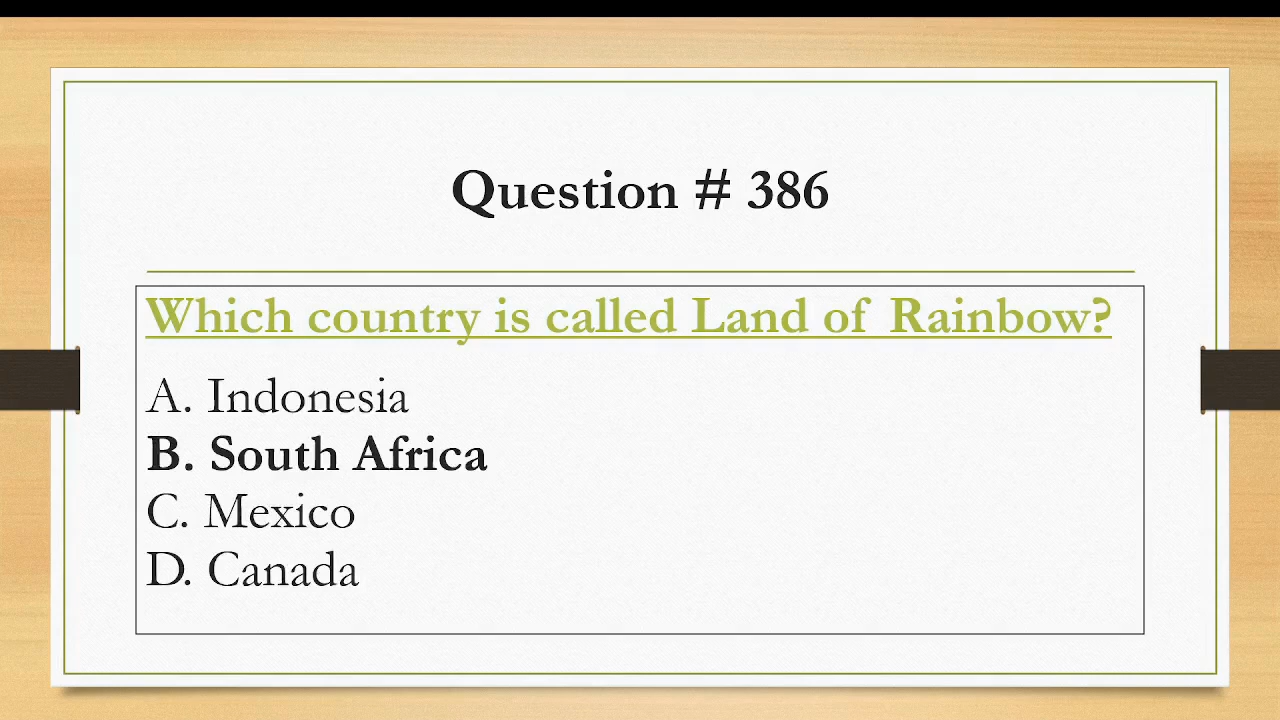 Question # 386
Which country is called Land of Rainbow?
A. Indonesia
B. South Africa
C. Mexico
D. Canada